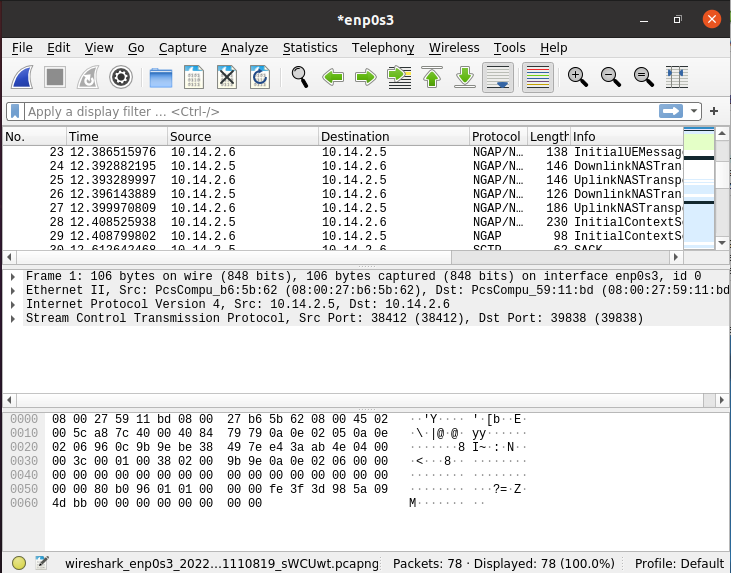 *enp0s3
File Edit View Go Capture Analyze Statistics Telephony Wireless Tools Help
Apply a display filter … <Ctrl-/>
No. Time Source Destination Protocol Length Info
23 12.386515976 10.14.2.6 10.14.2.5 NGAP/N… 138 InitialUEMessag
24 12.392882195 10.14.2.5 10.14.2.6 NGAP/N… 146 DownlinkNASTran
25 12.393289997 10.14.2.6 10.14.2.5 NGAP/N… 146 UplinkNASTransp
26 12.396143889 10.14.2.5 10.14.2.6 NGAP/N… 126 DownlinkNASTran
27 12.399970809 10.14.2.6 10.14.2.5 NGAP/N… 186 UplinkNASTransp
28 12.408525938 10.14.2.5 10.14.2.6 NGAP/N… 230 InitialContextS
29 12.408799802 10.14.2.6 10.14.2.5 NGAP 98 InitialContextS
30 12.612642468 10.14.2.5 10.14.2.6 SCTP 62 SACK
Frame 1: 106 bytes on wire (848 bits), 106 bytes captured (848 bits) on interface enp0s3, id 0
Ethernet II, Src: PcsCompu_b6:5b:62 (08:00:27:b6:5b:62), Dst: PcsCompu_59:11:bd (08:00:27:59:11:bd
Internet Protocol Version 4, Src: 10.14.2.5, Dst: 10.14.2.6
Stream Control Transmission Protocol, Src Port: 38412 (38412), Dst Port: 39838 (39838)
0000 08 00 27 59 11 bd 08 00 27 b6 5b 62 08 00 45 02 ··'Y···· '·[b··E·
0010 00 5c a8 7c 40 00 40 84 79 79 0a 0e 02 05 0a 0e ·\·|@·@· yy······
0020 02 06 96 0c 9b 9e be 38 49 7e e4 3a ab 4e 04 00 ·······8 I~·:·N··
0030 00 3c 00 01 00 38 02 00 9b 9e 0a 0e 02 06 00 00 ·<···8·· ········
0040 00 00 00 00 00 00 00 00 00 00 00 00 00 00 00 00 ········ ········
0050 00 00 80 b0 96 01 01 00 00 00 fe 3f 3d 98 5a 09 ········ ···?=·Z·
0060 4d bb 00 00 00 00 00 00 00 00 M······· ··
wireshark_enp0s3_2022…1110819_sWCUwt.pcapng Packets: 78 · Displayed: 78 (100.0%) Profile: Default